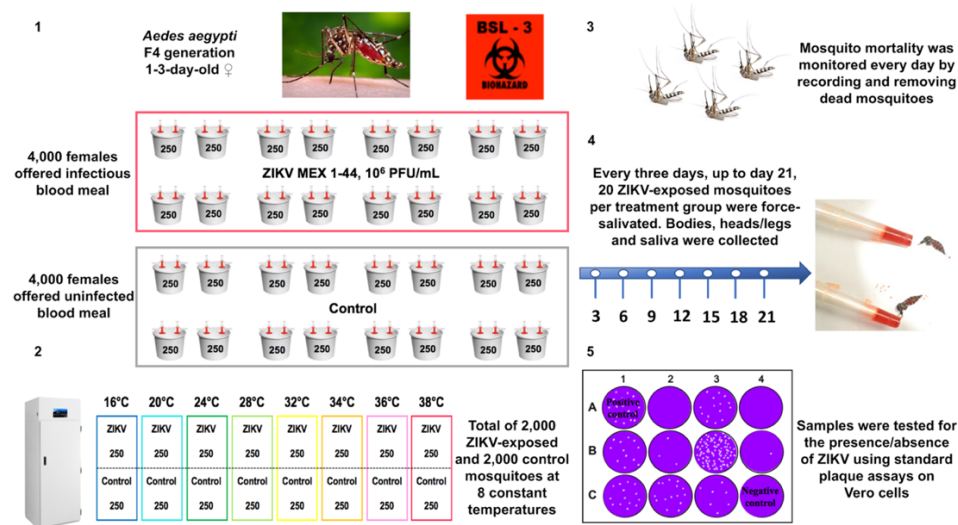 1
Aedes aegypti
F4 generation
1-3-day-old ♀
BSL - 3
BIOHAZARD
4,000 females
offered infectious
blood meal
250 250 250 250 250 250 250 250
ZIKV MEX 1-44, 10⁶ PFU/mL
250 250 250 250 250 250 250 250
4,000 females
offered uninfected
blood meal
250 250 250 250 250 250 250 250
Control
250 250 250 250 250 250 250 250
2
16°C 20°C 24°C 28°C 32°C 34°C 36°C 38°C
ZIKV ZIKV ZIKV ZIKV ZIKV ZIKV ZIKV ZIKV
250 250 250 250 250 250 250 250
Control Control Control Control Control Control Control Control
250 250 250 250 250 250 250 250
Total of 2,000
ZIKV-exposed
and 2,000 control
mosquitoes at
8 constant
temperatures
3
Mosquito mortality was
monitored every day by
recording and removing
dead mosquitoes
4
Every three days, up to day 21,
20 ZIKV-exposed mosquitoes
per treatment group were force-
salivated. Bodies, heads/legs
and saliva were collected
3 6 9 12 15 18 21
5
1 2 3 4
A
Positive
control
B
C
Negative
control
Samples were tested for
the presence/absence
of ZIKV using standard
plaque assays on
Vero cells